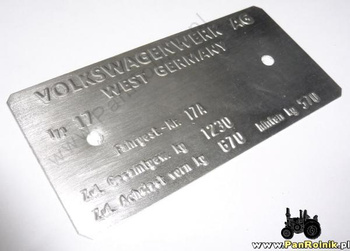 VOLKSWAGENWERK AG
WEST GERMANY
Typ 17
Fahrgest.-Nr. 17A
Zul. Gesamtgew. kg 1230
Zul. Achslast vorn kg 670 hinten kg 570
PanRolnik.pl